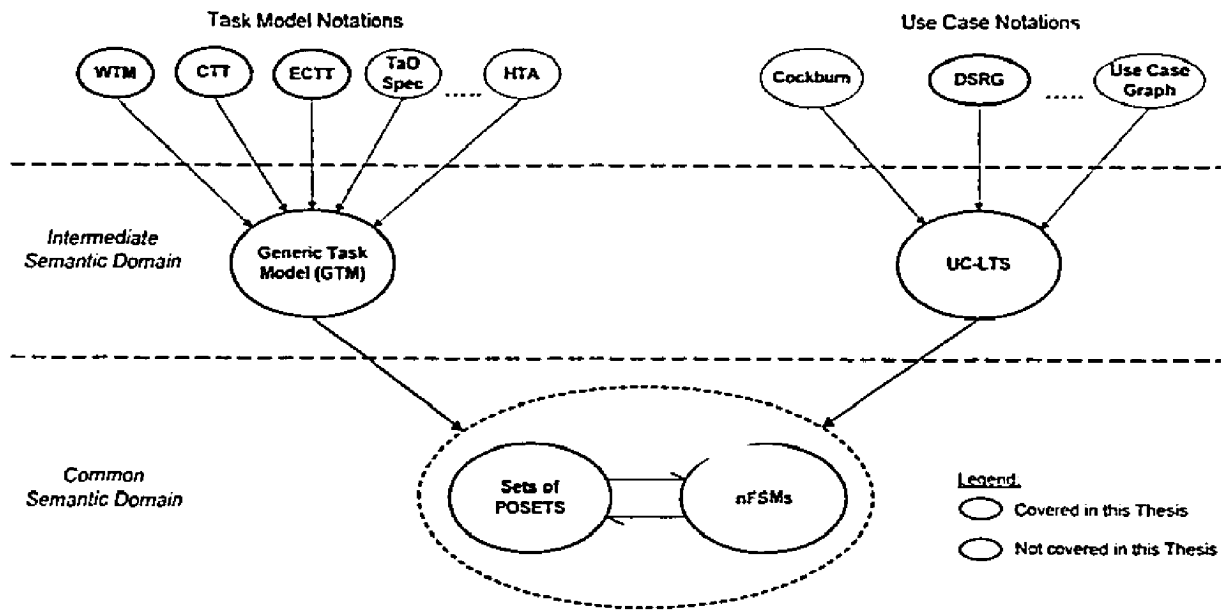 Task Model Notations
Use Case Notations
WTM
CTT
ECTT
TaO
Spec
.....
HTA
Cockburn
DSRG
.....
Use Case
Graph
Intermediate
Semantic Domain
Generic Task
Model (GTM)
UC-LTS
Common
Semantic Domain
Sets of
POSETS
nFSMs
Legend:
Covered in this Thesis
Not covered in this Thesis